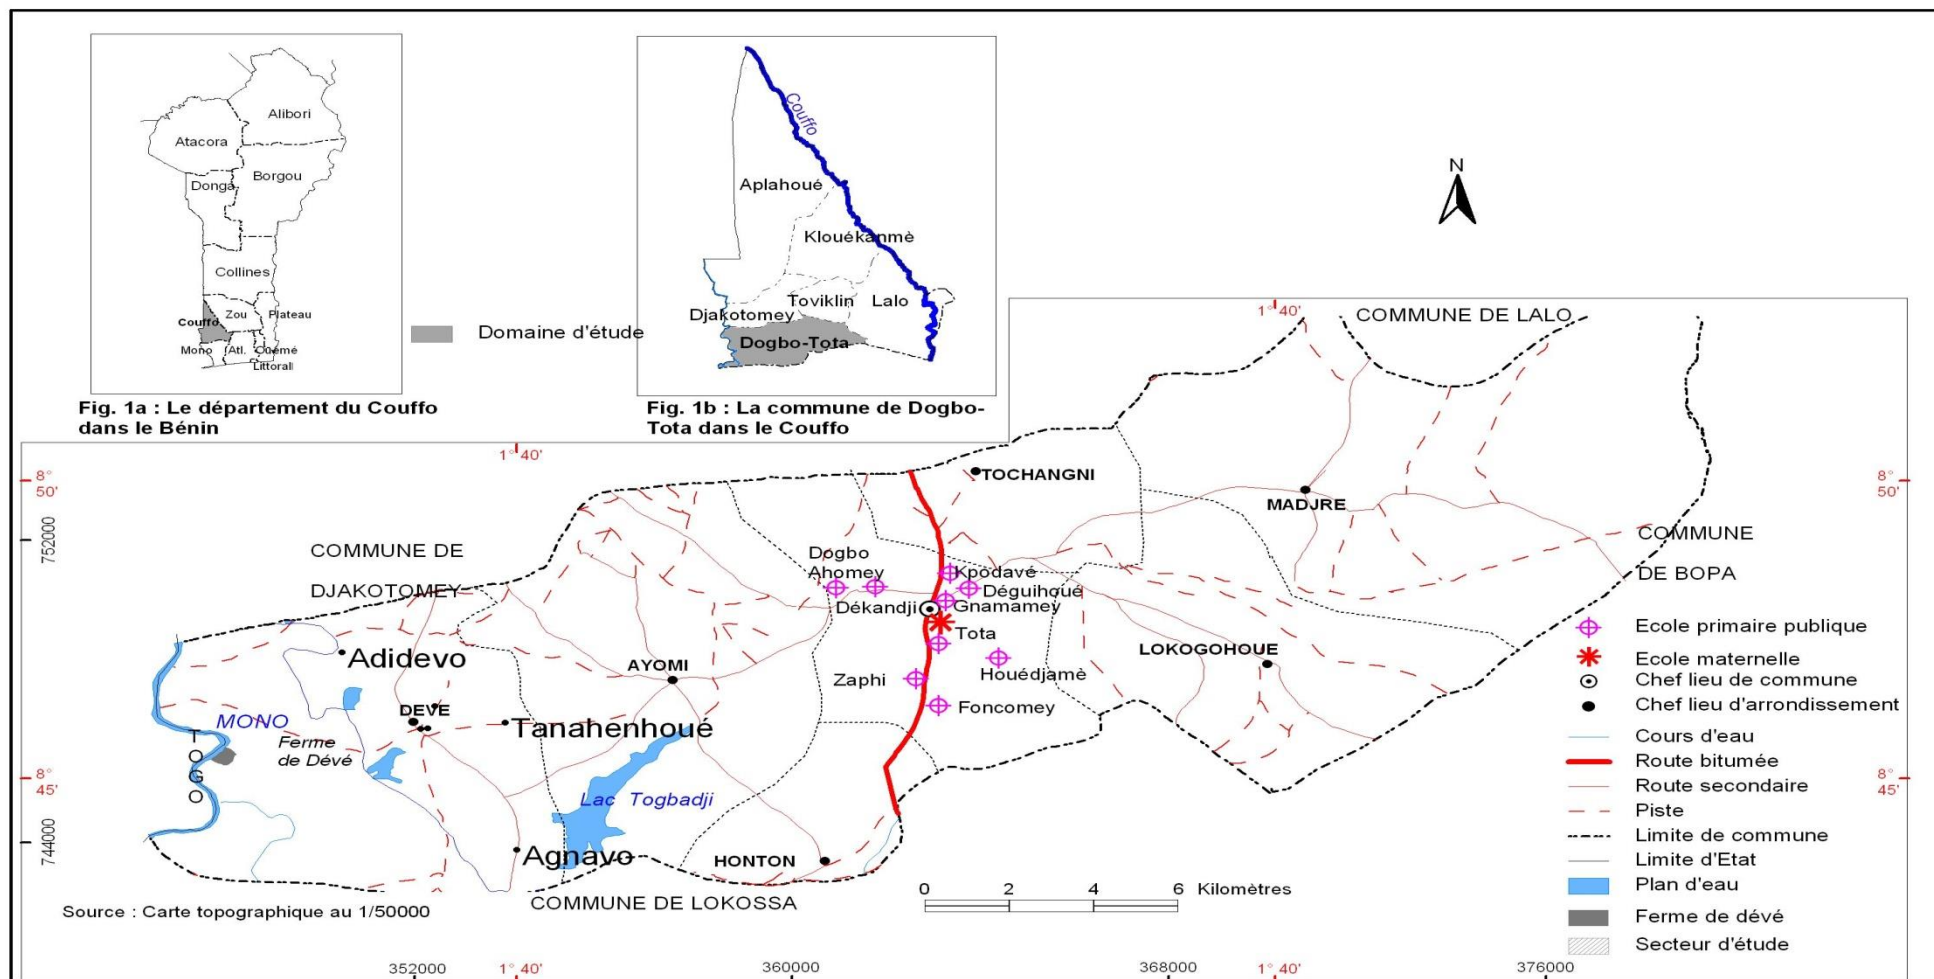 Alibori
Atacora
Donga
Borgou
Collines
Zou
Plateau
Couffo
Mono
Atl.
Ouémé
Littoral
Domaine d'étude
Fig. 1a : Le département du Couffo
dans le Bénin
Couffo
Aplahoué
Klouékanmè
Toviklin
Lalo
Djakotomey
Dogbo-Tota
Fig. 1b : La commune de Dogbo-
Tota dans le Couffo
N
1° 40'
1° 40'
COMMUNE DE LALO
8°
50'
8°
50'
752000
TOCHANGNI
MADJRE
COMMUNE DE
DJAKOTOMEY
COMMUNE
DE BOPA
Dogbo
Ahomey
Kpodavé
Déguihoué
Dékandji
Gnamamey
Tota
Adidevo
AYOMI
Zaphi
Houédjamè
LOKOGOHOUE
Foncomey
DEVE
Tanahenhoué
MONO
TOGO
Ferme
de Dévé
Lac Togbadji
8°
45'
8°
45'
744000
Agnavo
HONTON
COMMUNE DE LOKOSSA
0 2 4 6 Kilomètres
Source : Carte topographique au 1/50000
Ecole primaire publique
Ecole maternelle
Chef lieu de commune
Chef lieu d'arrondissement
Cours d'eau
Route bitumée
Route secondaire
Piste
Limite de commune
Limite d'Etat
Plan d'eau
Ferme de dévé
Secteur d'étude
352000
1° 40'
360000
368000
1° 40'
376000